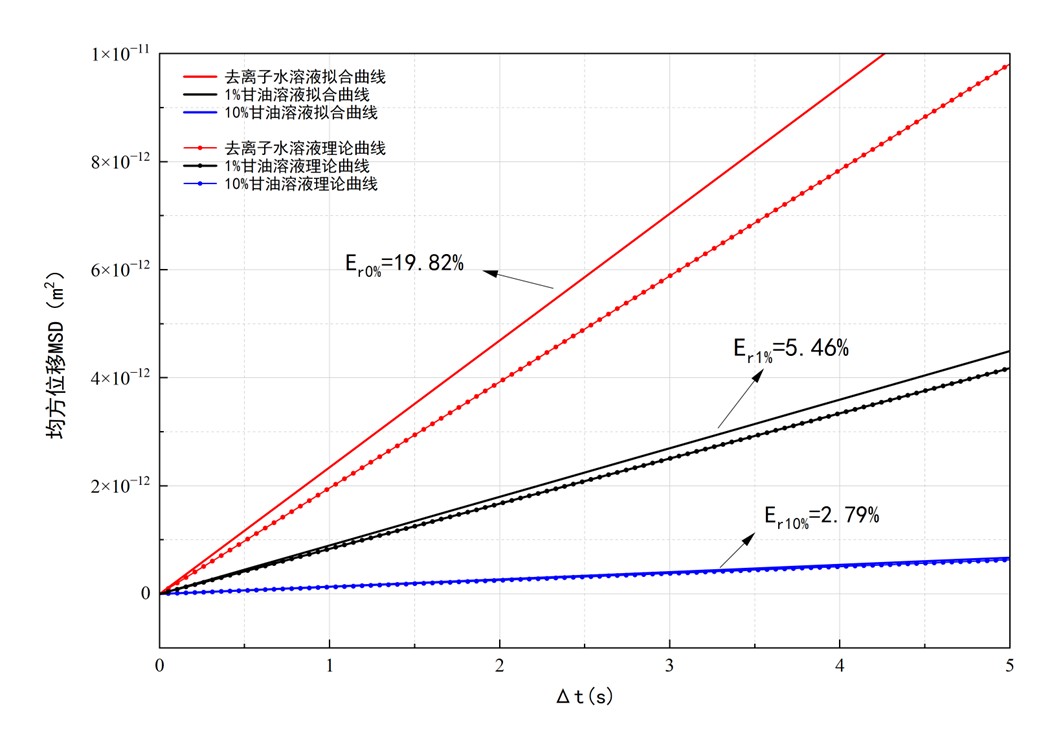 1×10⁻¹¹
8×10⁻¹²
6×10⁻¹²
4×10⁻¹²
2×10⁻¹²
0
均方位移MSD (m²)
去离子水溶液拟合曲线
1%甘油溶液拟合曲线
10%甘油溶液拟合曲线
去离子水溶液理论曲线
1%甘油溶液理论曲线
10%甘油溶液理论曲线
Er0%=19.82%
Er1%=5.46%
Er10%=2.79%
0 1 2 3 4 5
Δt(s)